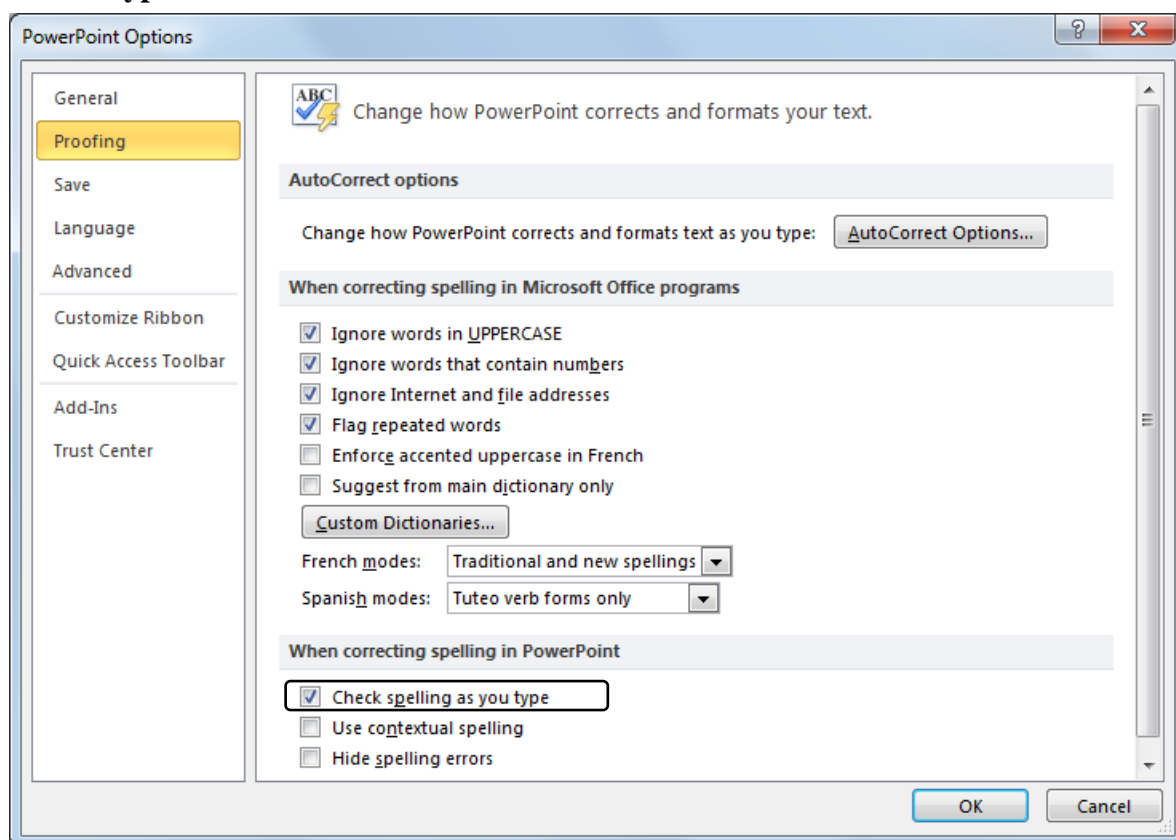 PowerPoint Options
General
Proofing
Save
Language
Advanced
Customize Ribbon
Quick Access Toolbar
Add-Ins
Trust Center
ABC
Change how PowerPoint corrects and formats your text.
AutoCorrect options
Change how PowerPoint corrects and formats text as you type: AutoCorrect Options...
When correcting spelling in Microsoft Office programs
Ignore words in UPPERCASE
Ignore words that contain numbers
Ignore Internet and file addresses
Flag repeated words
Enforce accented uppercase in French
Suggest from main dictionary only
Custom Dictionaries...
French modes: Traditional and new spellings
Spanish modes: Tuteo verb forms only
When correcting spelling in PowerPoint
Check spelling as you type
Use contextual spelling
Hide spelling errors
OK Cancel